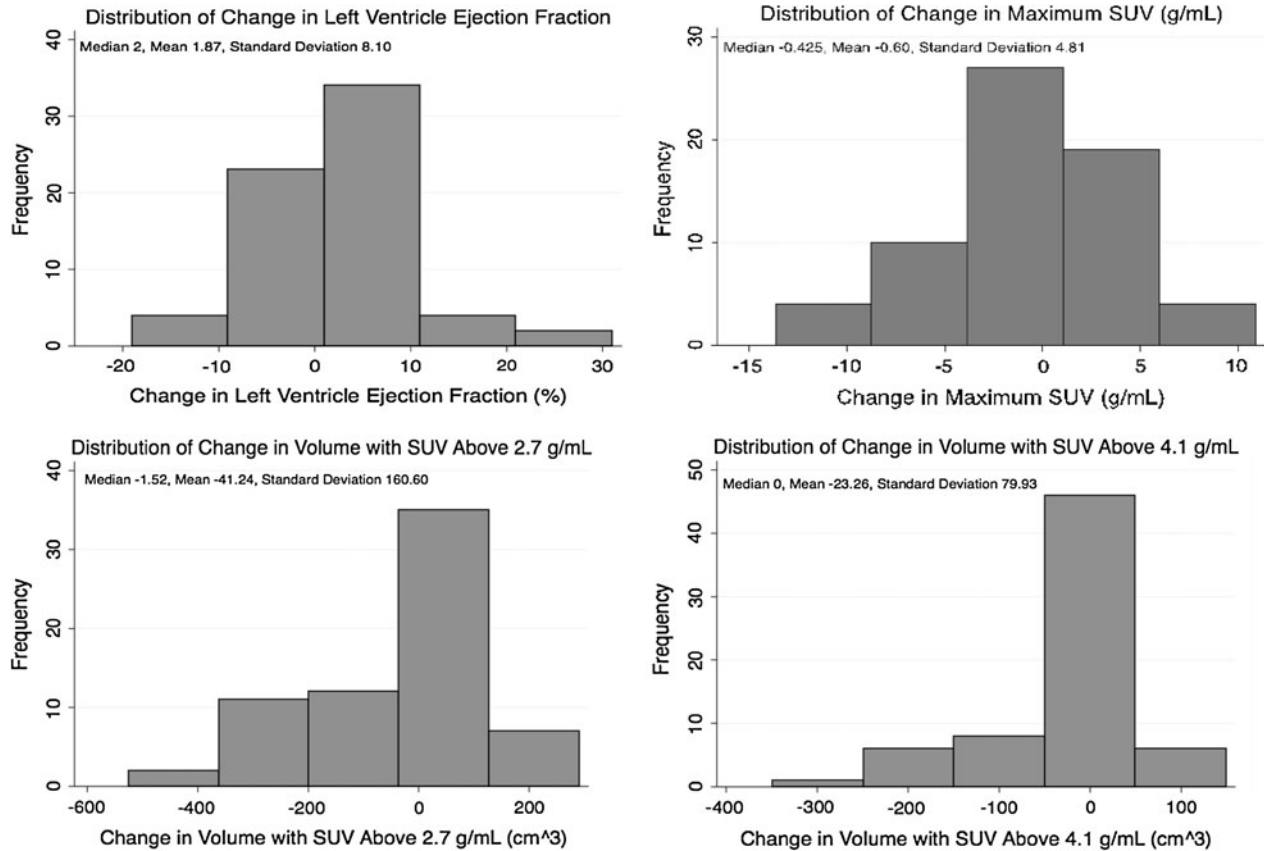 Distribution of Change in Left Ventricle Ejection Fraction
Median 2, Mean 1.87, Standard Deviation 8.10
40
30
20
10
0
Frequency
-20 -10 0 10 20 30
Change in Left Ventricle Ejection Fraction (%)
Distribution of Change in Maximum SUV (g/mL)
Median -0.425, Mean -0.60, Standard Deviation 4.81
30
20
10
0
Frequency
-15 -10 -5 0 5 10
Change in Maximum SUV (g/mL)
Distribution of Change in Volume with SUV Above 2.7 g/mL
Median -1.52, Mean -41.24, Standard Deviation 160.60
40
30
20
10
0
Frequency
-600 -400 -200 0 200
Change in Volume with SUV Above 2.7 g/mL (cm^3)
Distribution of Change in Volume with SUV Above 4.1 g/mL
Median 0, Mean -23.26, Standard Deviation 79.93
50
40
30
20
10
0
Frequency
-400 -300 -200 -100 0 100
Change in Volume with SUV Above 4.1 g/mL (cm^3)